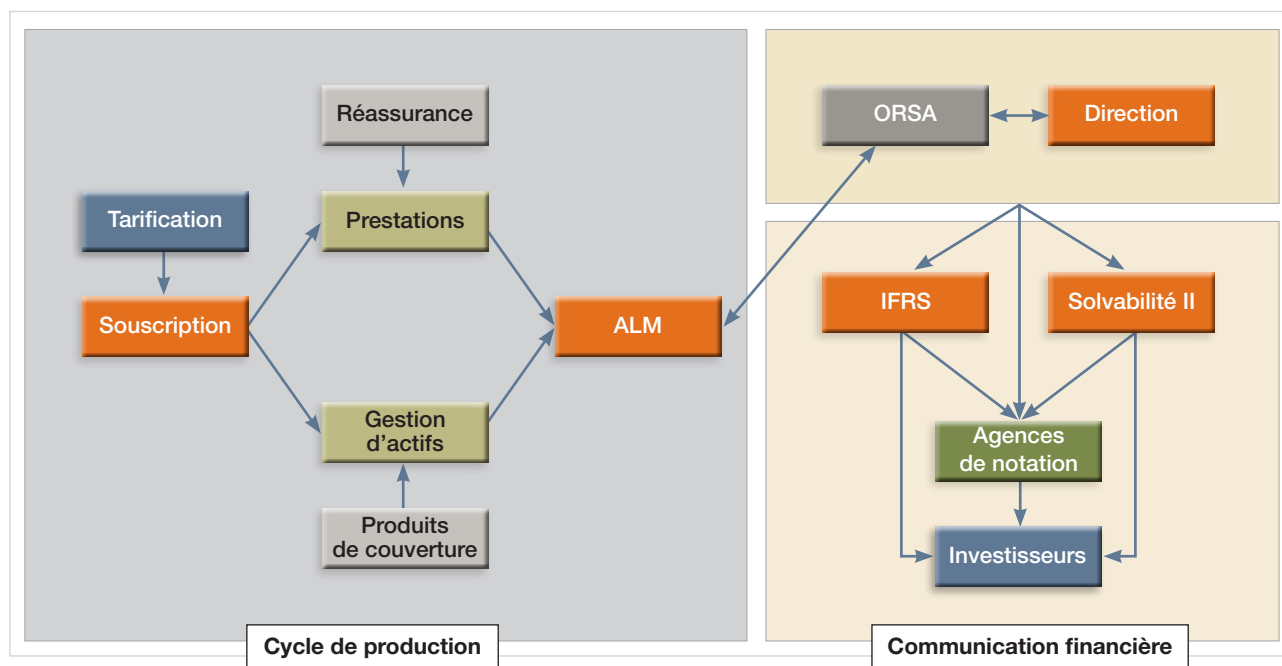 Réassurance
Tarification
Prestations
Souscription
ALM
Gestion
d’actifs
Produits
de couverture
Cycle de production
ORSA
Direction
IFRS
Solvabilité II
Agences
de notation
Investisseurs
Communication financière